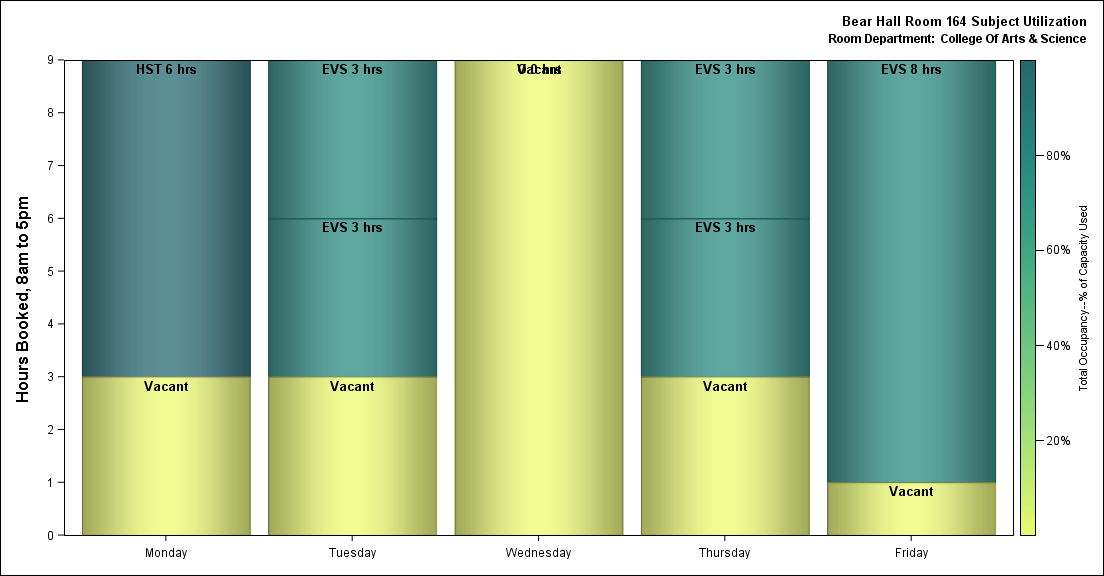 Bear Hall Room 164 Subject Utilization
Room Department: College Of Arts & Science
Hours Booked, 8am to 5pm
9
8
7
6
5
4
3
2
1
0
HST 6 hrs
EVS 3 hrs
Vacant
EVS 3 hrs
EVS 8 hrs
EVS 3 hrs
EVS 3 hrs
Vacant
Vacant
Vacant
Vacant
Monday
Tuesday
Wednesday
Thursday
Friday
80%
60%
40%
20%
Total Occupancy--% of Capacity Used